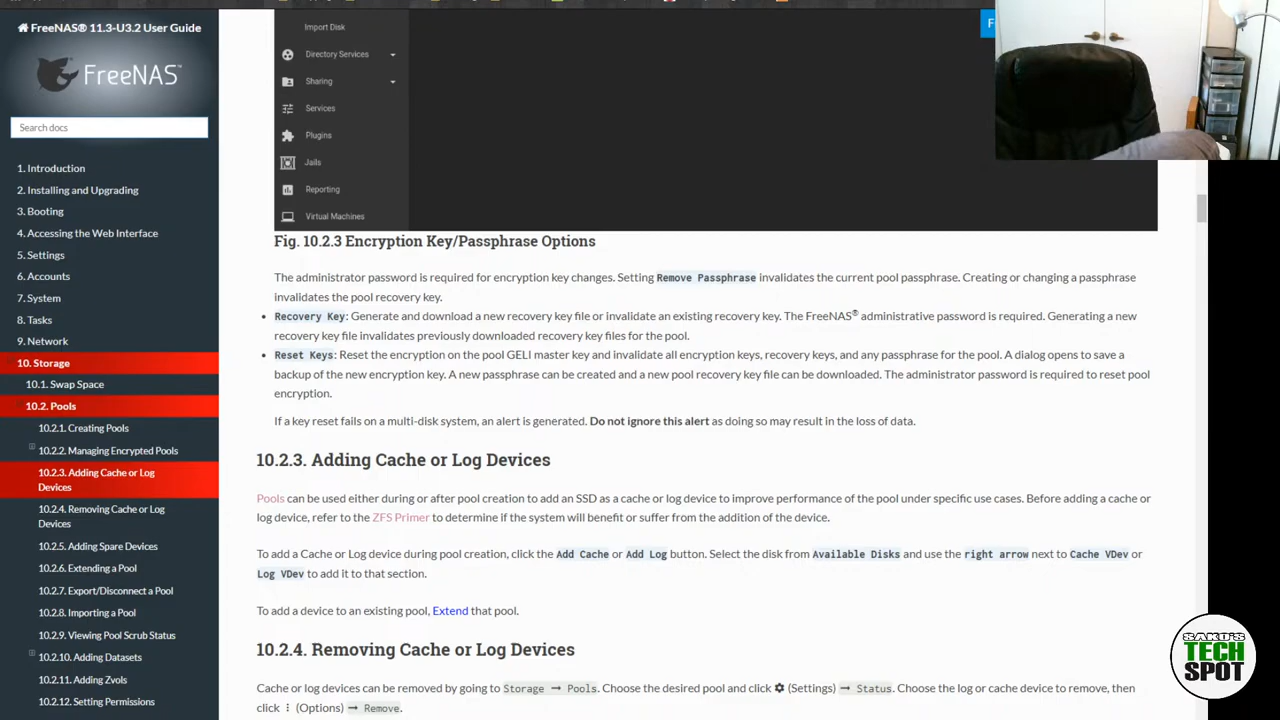 FreeNAS® 11.3-U3.2 User Guide
FreeNAS™
Search docs
1. Introduction
2. Installing and Upgrading
3. Booting
4. Accessing the Web Interface
5. Settings
6. Accounts
7. System
8. Tasks
9. Network
10. Storage
10.1. Swap Space
10.2. Pools
10.2.1. Creating Pools
10.2.2. Managing Encrypted Pools
10.2.3. Adding Cache or Log
Devices
10.2.4. Removing Cache or Log
Devices
10.2.5. Adding Spare Devices
10.2.6. Extending a Pool
10.2.7. Export/Disconnect a Pool
10.2.8. Importing a Pool
10.2.9. Viewing Pool Scrub Status
10.2.10. Adding Datasets
10.2.11. Adding Zvols
10.2.12. Setting Permissions
Import Disk
Directory Services
Sharing
Services
Plugins
Jails
Reporting
Virtual Machines
F
Fig. 10.2.3 Encryption Key/Passphrase Options
The administrator password is required for encryption key changes. Setting Remove Passphrase invalidates the current pool passphrase. Creating or changing a passphrase
invalidates the pool recovery key.
• Recovery Key: Generate and download a new recovery key file or invalidate an existing recovery key. The FreeNAS® administrative password is required. Generating a new
recovery key file invalidates previously downloaded recovery key files for the pool.
• Reset Keys: Reset the encryption on the pool GELI master key and invalidate all encryption keys, recovery keys, and any passphrase for the pool. A dialog opens to save a
backup of the new encryption key. A new passphrase can be created and a new pool recovery key file can be downloaded. The administrator password is required to reset pool
encryption.
If a key reset fails on a multi-disk system, an alert is generated. Do not ignore this alert as doing so may result in the loss of data.
10.2.3. Adding Cache or Log Devices
Pools can be used either during or after pool creation to add an SSD as a cache or log device to improve performance of the pool under specific use cases. Before adding a cache or
log device, refer to the ZFS Primer to determine if the system will benefit or suffer from the addition of the device.
To add a Cache or Log device during pool creation, click the Add Cache or Add Log button. Select the disk from Available Disks and use the right arrow next to Cache VDev or
Log VDev to add it to that section.
To add a device to an existing pool, Extend that pool.
10.2.4. Removing Cache or Log Devices
Cache or log devices can be removed by going to Storage → Pools. Choose the desired pool and click (Settings) → Status. Choose the log or cache device to remove, then
click ⋮ (Options) → Remove.
SAKO'S
TECH
SPOT